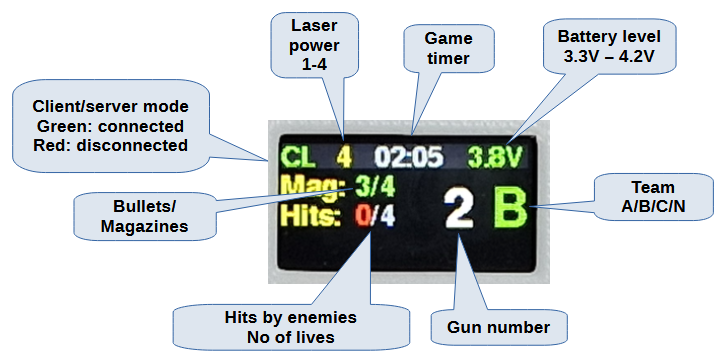 Laser
power
1-4
Game
timer
Battery level
3.3V – 4.2V
Client/server mode
Green: connected
Red: disconnected
CL 4 02:05 3.8V
Mag: 3/4
Hits: 0/4
2 B
Bullets/
Magazines
Team
A/B/C/N
Hits by enemies
No of lives
Gun number